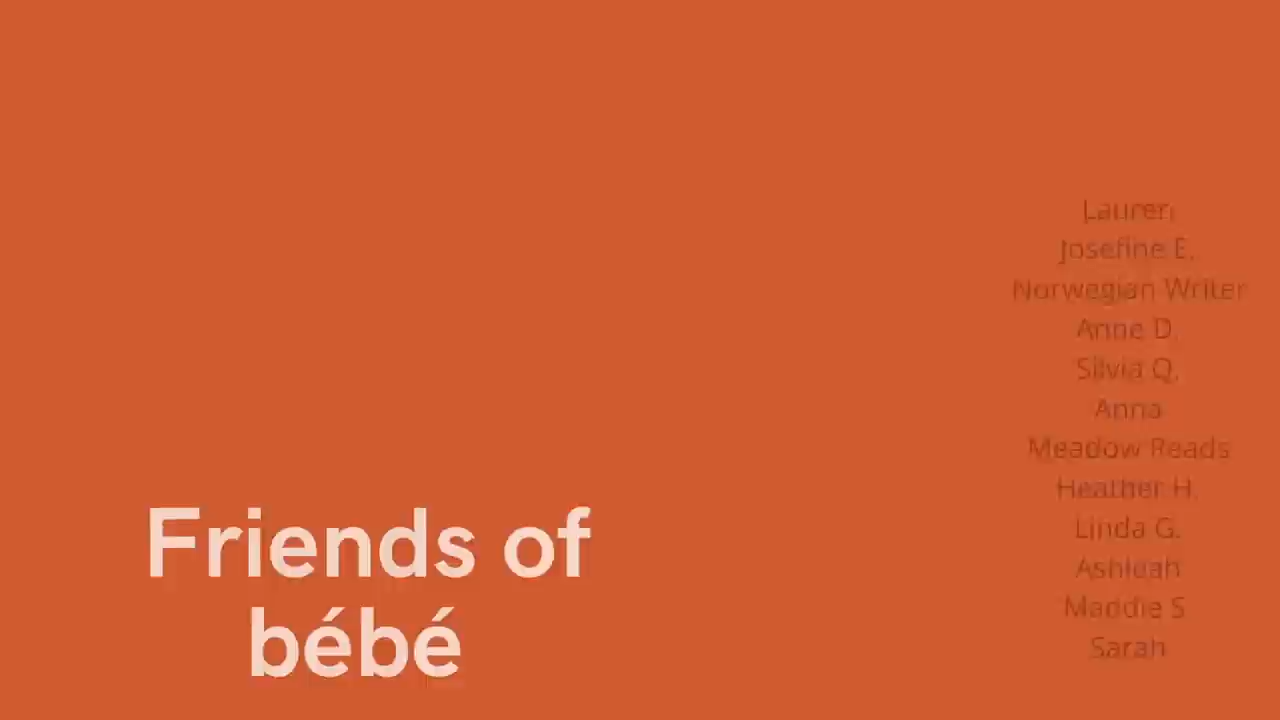 Friends of
bébé
Lauren
Josefine E.
Norwegian Writer
Anne D.
Silvia Q.
Anna
Meadow Reads
Heather H.
Linda G.
Ashleah
Maddie S
Sarah